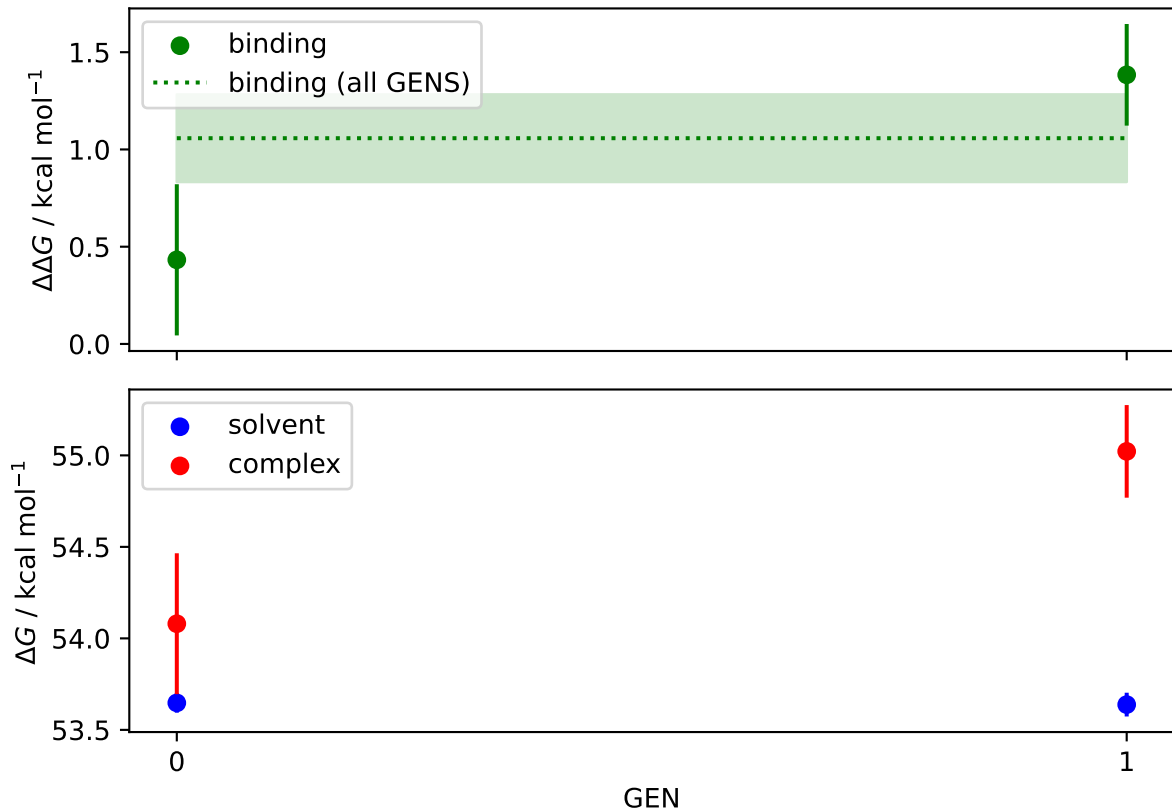 binding
binding (all GENS)
1.5
1.0
0.5
0.0
ΔΔG / kcal mol⁻¹
solvent
complex
55.0
54.5
54.0
53.5
ΔG / kcal mol⁻¹
0 1
GEN